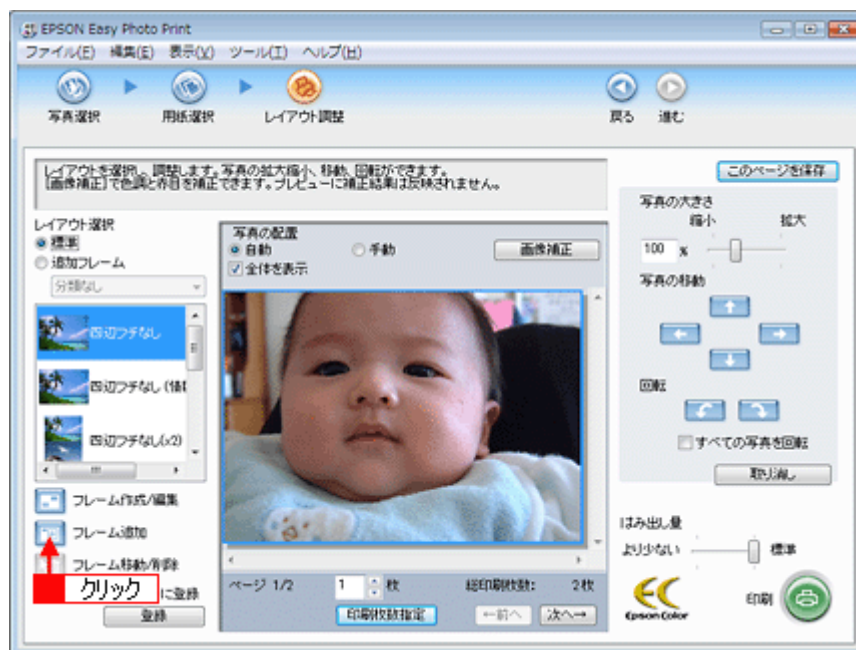 EPSON Easy Photo Print
ファイル(F) 編集(E) 表示(V) ツール(T) ヘルプ(H)
写真選択 用紙選択 レイアウト調整 戻る 進む
レイアウトを選択し、調整します。写真の拡大縮小、移動、回転ができます。
[画像補正]で色調と赤目を補正できます。プレビューに補正結果は反映されません。
このページを保存
レイアウト選択
標準
追加フレーム
分類なし
四辺フチなし
四辺フチなし(情報
四辺フチなし(x2)
フレーム作成/編集
フレーム追加
フレーム移動/削除
クリック
に登録
登録
写真の配置
自動 手動 画像補正
全体を表示
ページ 1/2 1 枚 総印刷枚数: 2枚
印刷枚数指定 ←前へ 次へ→
写真の大きさ
縮小 拡大
100 %
写真の移動
回転
すべての写真を回転
取り消し
はみ出し量
より少ない 標準
EC
Epson Color
印刷